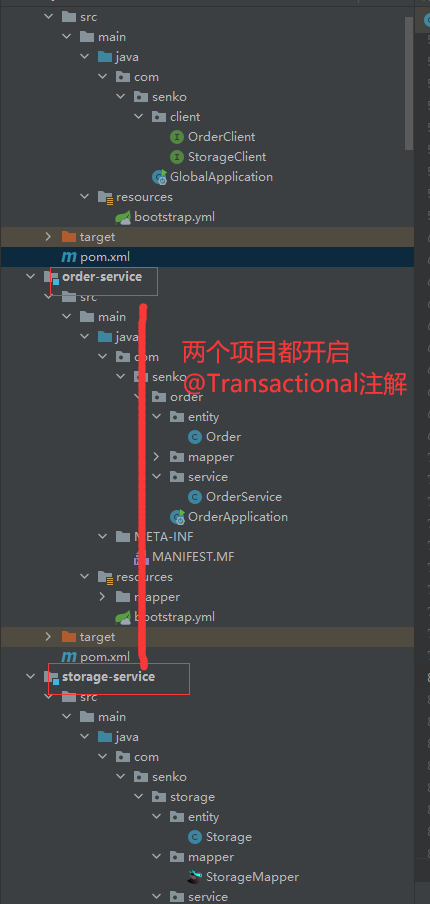 src
main
java
com
senko
client
OrderClient
StorageClient
GlobalApplication
resources
bootstrap.yml
target
pom.xml
order-service
src
main
java
com
senko
order
entity
Order
mapper
service
OrderService
OrderApplication
META-INF
MANIFEST.MF
resources
mapper
bootstrap.yml
target
pom.xml
两个项目都开启
@Transactional注解
storage-service
src
main
java
com
senko
storage
entity
Storage
mapper
StorageMapper
service